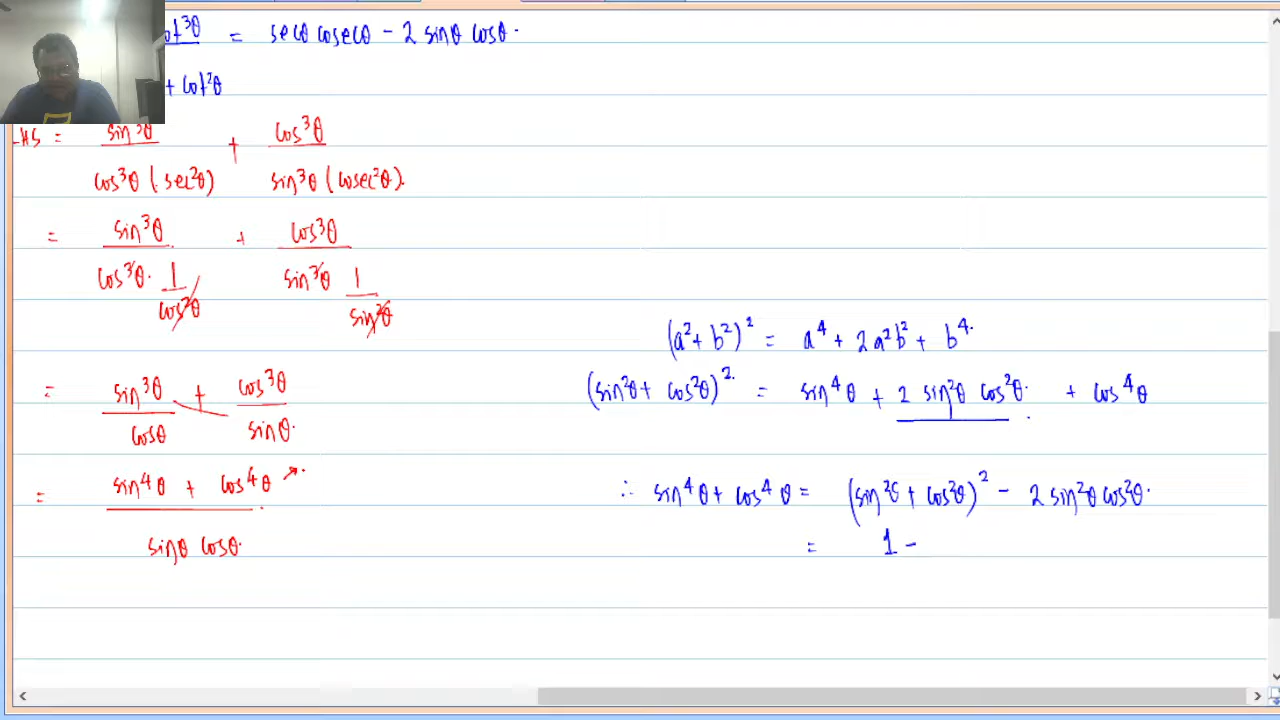 ot³θ = secθ cosecθ - 2 sinθ cosθ.
+ cot²θ
LHS = sin³θ / cos³θ (sec²θ) + cos³θ / sin³θ (cosec²θ).
= sin³θ / cos³θ · 1/cos²θ + cos³θ / sin³θ 1/sin²θ
(a² + b²)² = a⁴ + 2a²b² + b⁴.
= sin³θ / cosθ + cos³θ / sinθ.
(sin²θ + cos²θ)². = sin⁴θ + 2 sin²θ cos²θ. + cos⁴θ
= sin⁴θ + cos⁴θ / sinθ cosθ.
∴ sin⁴θ + cos⁴θ = (sin²θ + cos²θ)² - 2 sin²θ cos²θ.
= 1 -